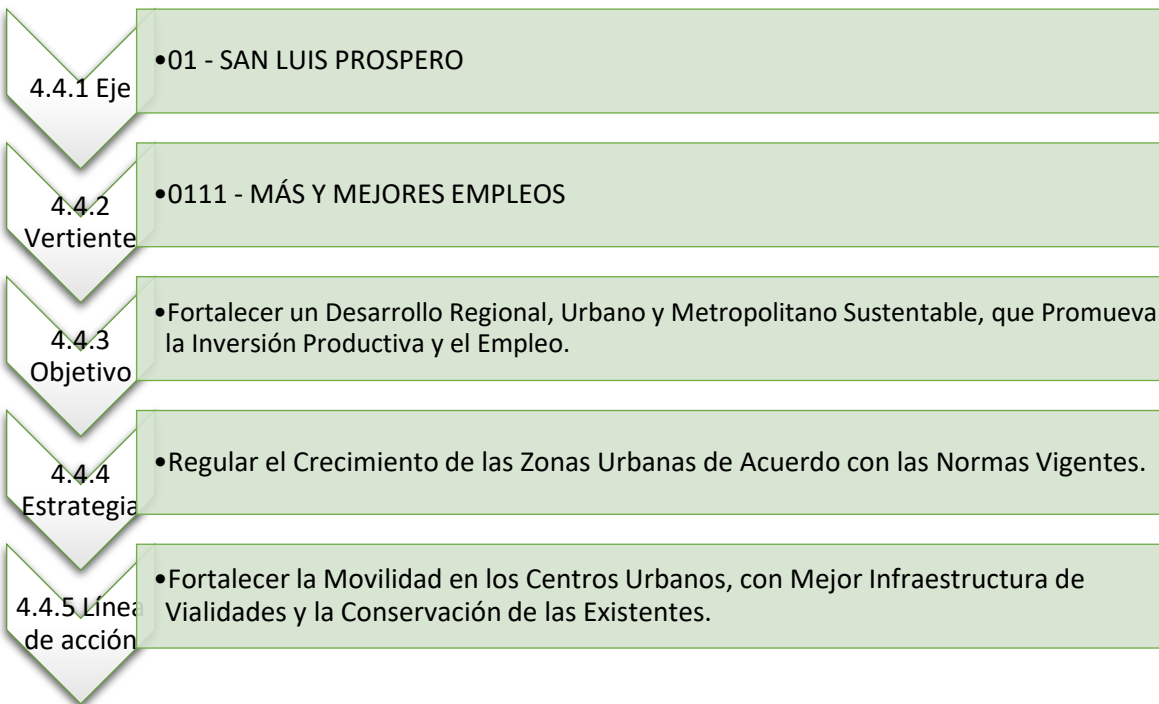 4.4.1 Eje
•01 - SAN LUIS PROSPERO
4.4.2
Vertiente
•0111 - MÁS Y MEJORES EMPLEOS
4.4.3
Objetivo
•Fortalecer un Desarrollo Regional, Urbano y Metropolitano Sustentable, que Promueva
la Inversión Productiva y el Empleo.
4.4.4
Estrategia
•Regular el Crecimiento de las Zonas Urbanas de Acuerdo con las Normas Vigentes.
4.4.5 Línea
de acción
•Fortalecer la Movilidad en los Centros Urbanos, con Mejor Infraestructura de
Vialidades y la Conservación de las Existentes.